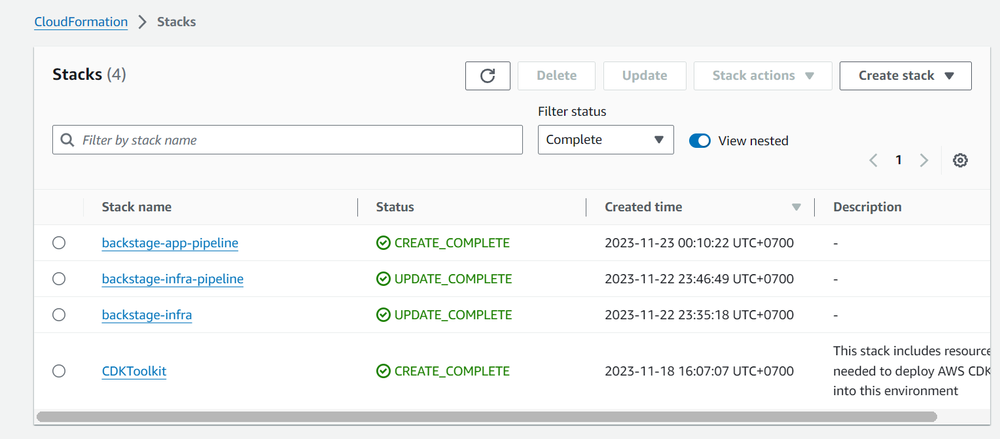 CloudFormation > Stacks
Stacks (4)
Delete Update Stack actions Create stack
Filter status
Filter by stack name Complete View nested
1
Stack name Status Created time Description
backstage-app-pipeline CREATE_COMPLETE 2023-11-23 00:10:22 UTC+0700 -
backstage-infra-pipeline UPDATE_COMPLETE 2023-11-22 23:46:49 UTC+0700 -
backstage-infra UPDATE_COMPLETE 2023-11-22 23:35:18 UTC+0700 -
CDKToolkit CREATE_COMPLETE 2023-11-18 16:07:07 UTC+0700
This stack includes resource
needed to deploy AWS CDK
into this environment